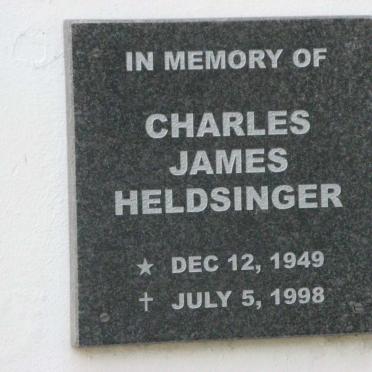 IN MEMORY OF
CHARLES
JAMES
HELDSINGER
★ DEC 12, 1949
† JULY 5, 1998